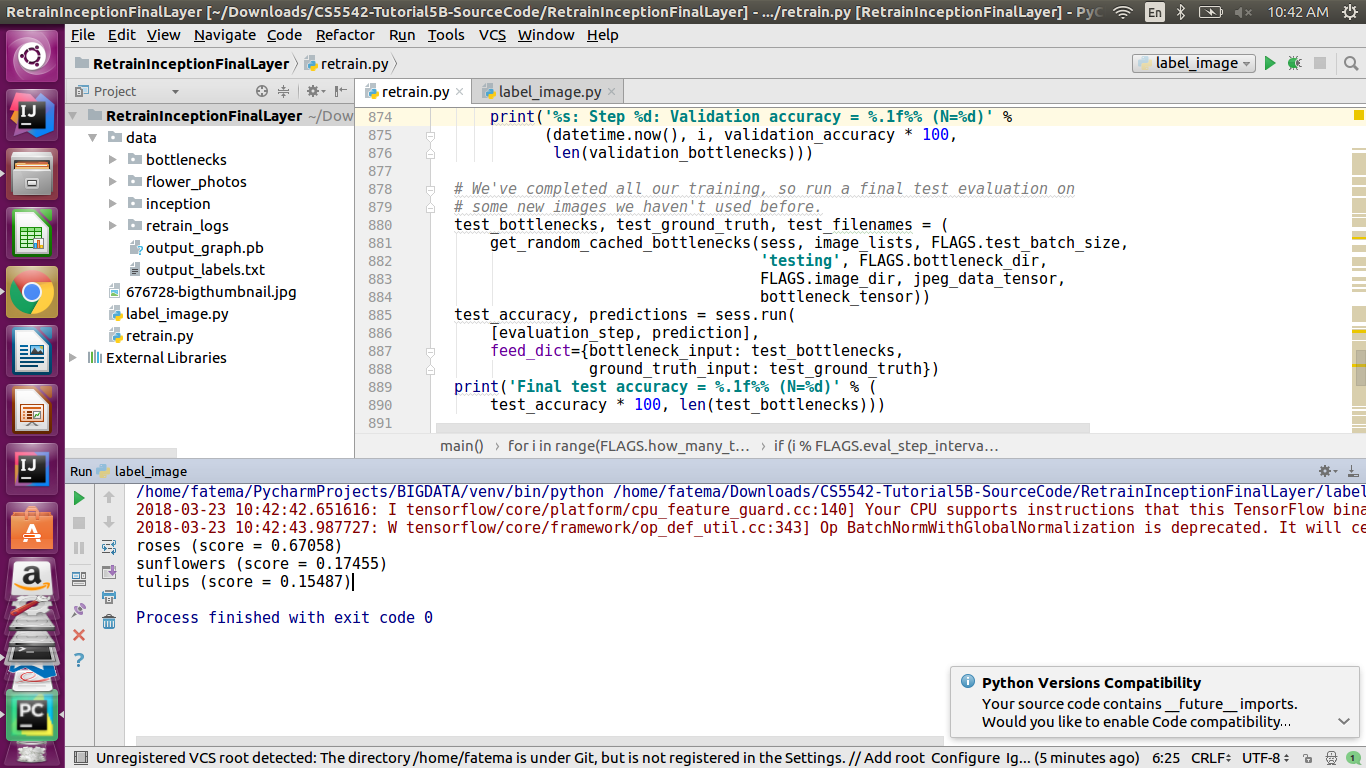 RetrainInceptionFinalLayer [~/Downloads/CS5542-Tutorial5B-SourceCode/RetrainInceptionFinalLayer] - .../retrain.py [RetrainInceptionFinalLayer] - PyC
En
10:42 AM
File Edit View Navigate Code Refactor Run Tools VCS Window Help
RetrainInceptionFinalLayer retrain.py
label_image
Project
retrain.py
label_image.py
RetrainInceptionFinalLayer ~/Dow
data
bottlenecks
flower_photos
inception
retrain_logs
output_graph.pb
output_labels.txt
676728-bigthumbnail.jpg
label_image.py
retrain.py
External Libraries
874 print('%s: Step %d: Validation accuracy = %.1f%% (N=%d)' %
875 (datetime.now(), i, validation_accuracy * 100,
876 len(validation_bottlenecks)))
877
878 # We've completed all our training, so run a final test evaluation on
879 # some new images we haven't used before.
880 test_bottlenecks, test_ground_truth, test_filenames = (
881 get_random_cached_bottlenecks(sess, image_lists, FLAGS.test_batch_size,
882 'testing', FLAGS.bottleneck_dir,
883 FLAGS.image_dir, jpeg_data_tensor,
884 bottleneck_tensor))
885 test_accuracy, predictions = sess.run(
886 [evaluation_step, prediction],
887 feed_dict={bottleneck_input: test_bottlenecks,
888 ground_truth_input: test_ground_truth})
889 print('Final test accuracy = %.1f%% (N=%d)' % (
890 test_accuracy * 100, len(test_bottlenecks)))
891
main() › for i in range(FLAGS.how_many_t... › if (i % FLAGS.eval_step_interva...
Run label_image
/home/fatema/PycharmProjects/BIGDATA/venv/bin/python /home/fatema/Downloads/CS5542-Tutorial5B-SourceCode/RetrainInceptionFinalLayer/label
2018-03-23 10:42:42.651616: I tensorflow/core/platform/cpu_feature_guard.cc:140] Your CPU supports instructions that this TensorFlow bina
2018-03-23 10:42:43.987727: W tensorflow/core/framework/op_def_util.cc:343] Op BatchNormWithGlobalNormalization is deprecated. It will ce
roses (score = 0.67058)
sunflowers (score = 0.17455)
tulips (score = 0.15487)
Process finished with exit code 0
Python Versions Compatibility
Your source code contains __future__ imports.
Would you like to enable Code compatibility...
Unregistered VCS root detected: The directory /home/fatema is under Git, but is not registered in the Settings. // Add root Configure Ig... (5 minutes ago) 6:25 CRLF UTF-8 1